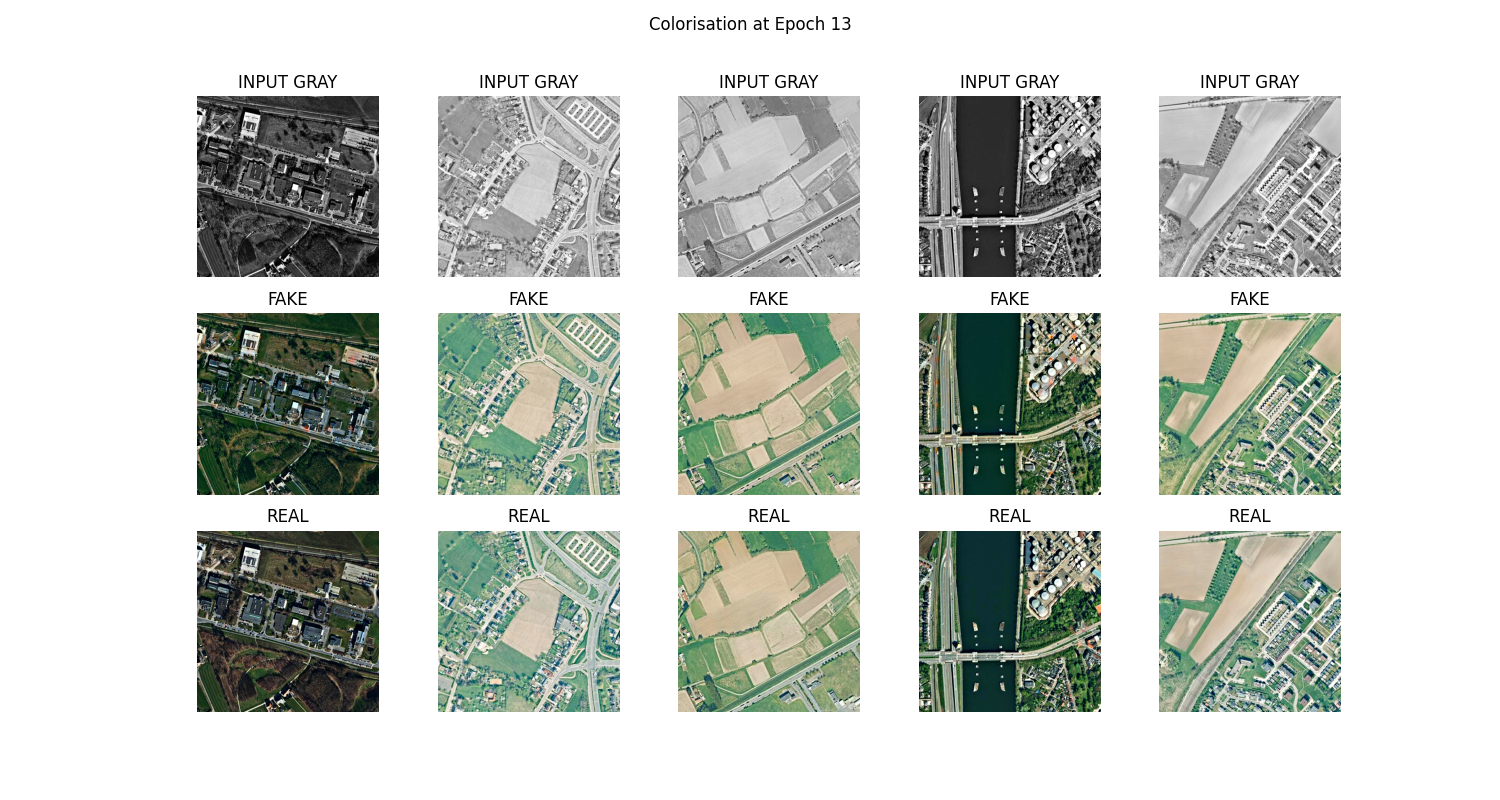 Colorisation at Epoch 13
INPUT GRAY INPUT GRAY INPUT GRAY INPUT GRAY INPUT GRAY
FAKE FAKE FAKE FAKE FAKE
REAL REAL REAL REAL REAL